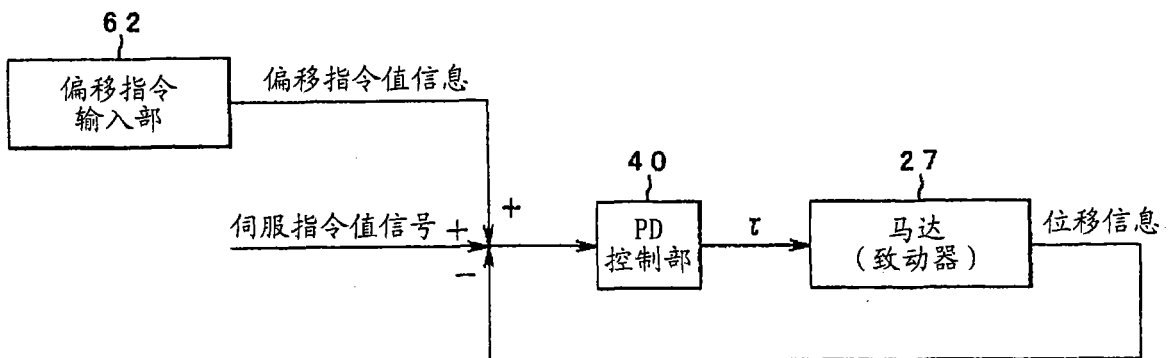 62
偏移指令
输入部
偏移指令值信息
+
伺服指令值信号 +
−
40
PD
控制部
τ
27
马达
(致动器)
位移信息